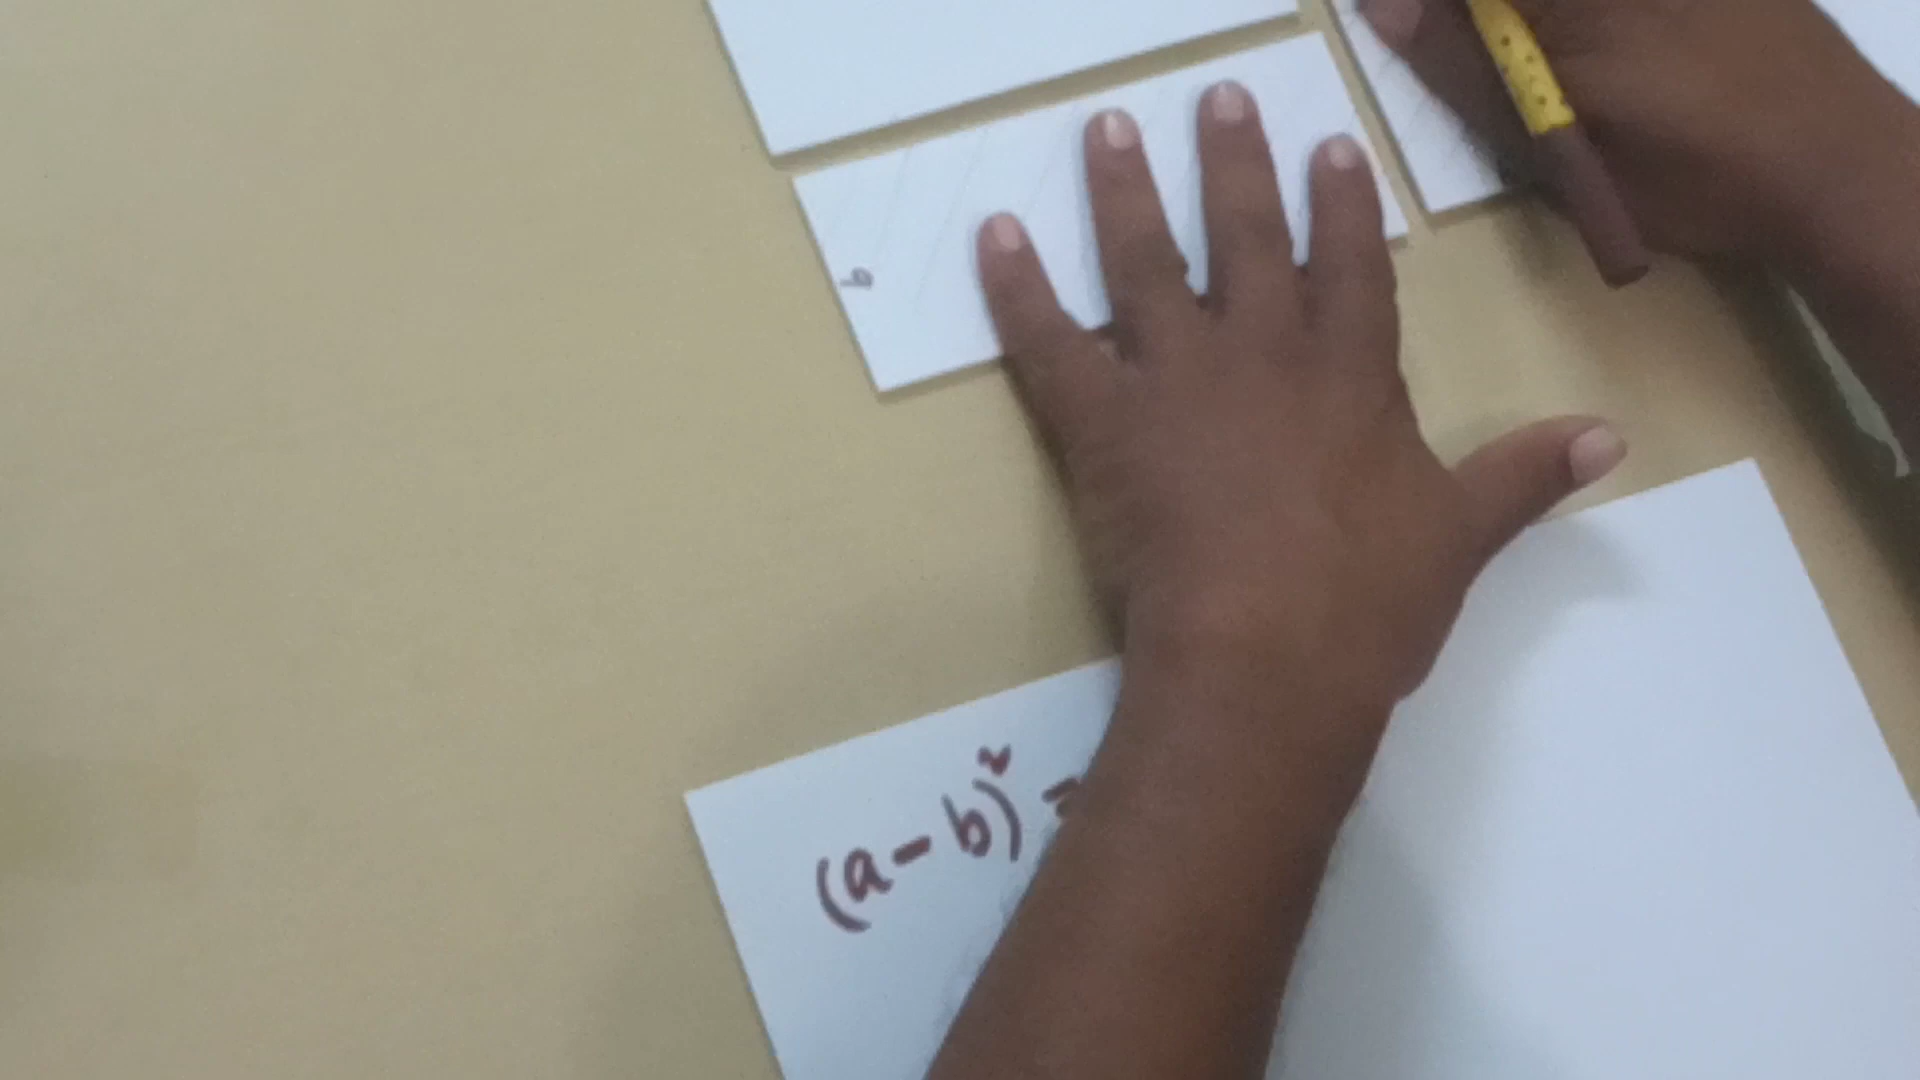 b
(a-b)² =